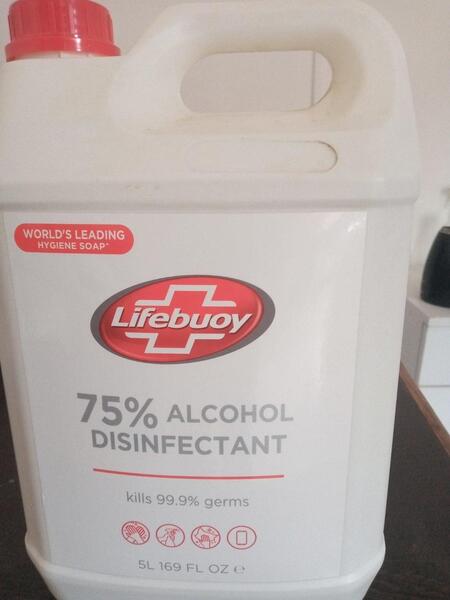 WORLD'S LEADING
HYGIENE SOAP*
Lifebuoy
75% ALCOHOL
DISINFECTANT
kills 99.9% germs
5L 169 FL OZ ℮